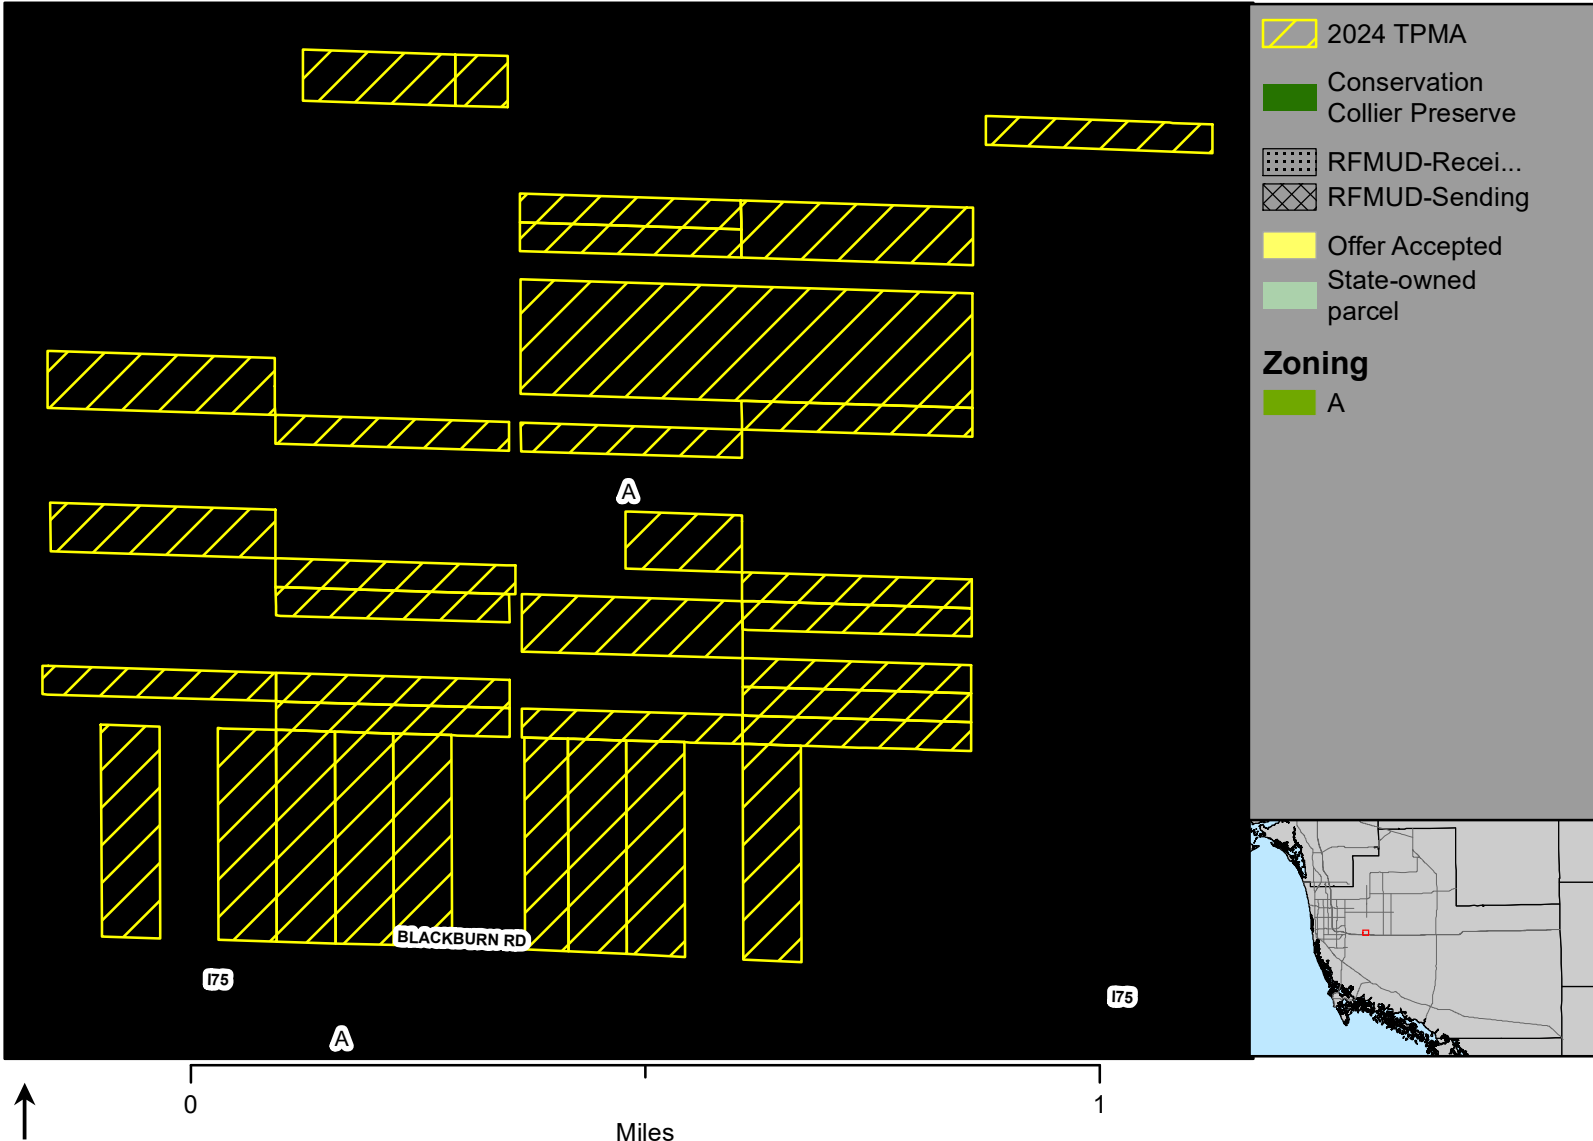 2024 TPMA
Conservation
Collier Preserve
RFMUD-Recei...
RFMUD-Sending
Offer Accepted
State-owned
parcel
Zoning
A
A
BLACKBURN RD
I75
I75
A
0
1
Miles